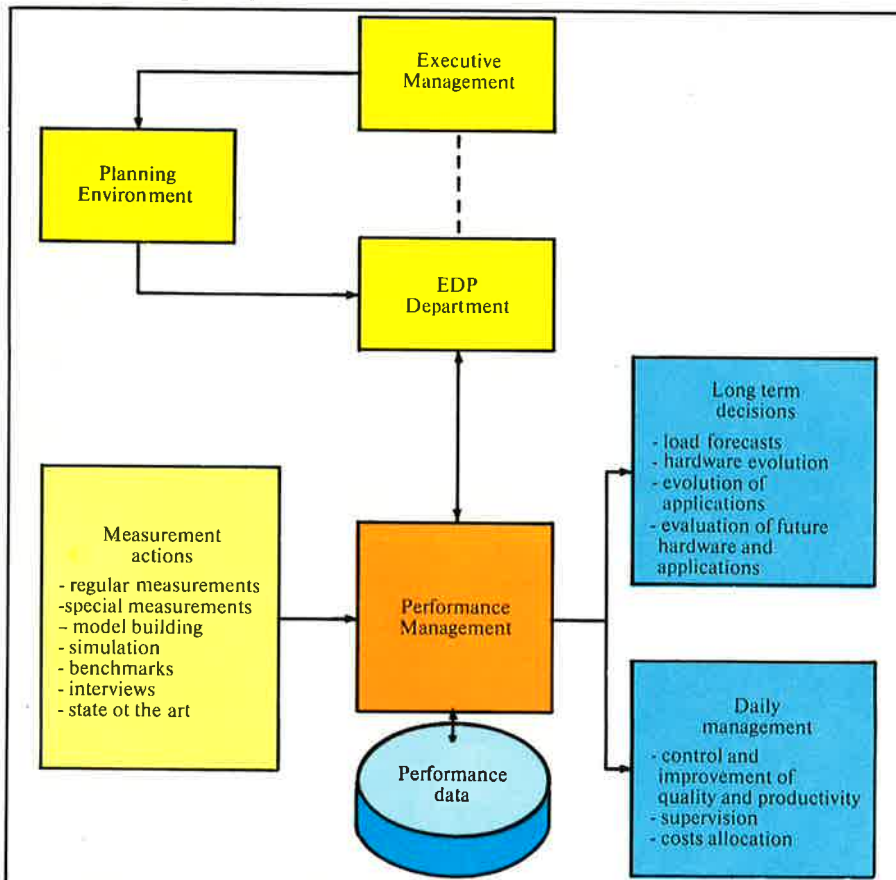 Executive
Management
Planning
Environment
EDP
Department
Long term
decisions
- load forecasts
- hardware evolution
- evolution of
applications
- evaluation of future
hardware and
applications
Measurement
actions
- regular measurements
-special measurements
- model building
- simulation
- benchmarks
- interviews
- state ot the art
Performance
Management
Performance
data
Daily
management
- control and
improvement of
quality and productivity
- supervision
- costs allocation